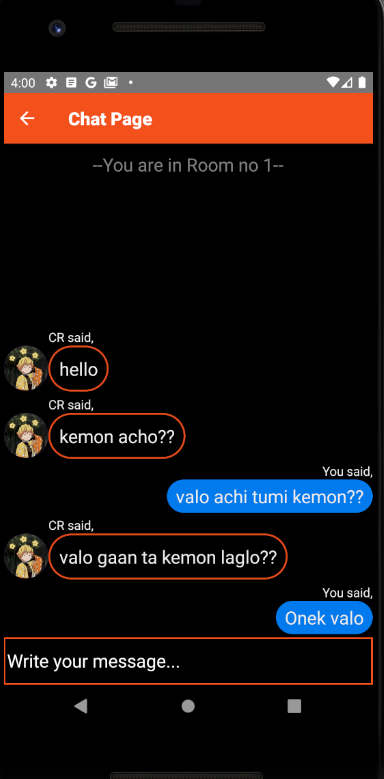 4:00
Chat Page
--You are in Room no 1--
CR said,
hello
CR said,
kemon acho??
You said,
valo achi tumi kemon??
CR said,
valo gaan ta kemon laglo??
You said,
Onek valo
Write your message...